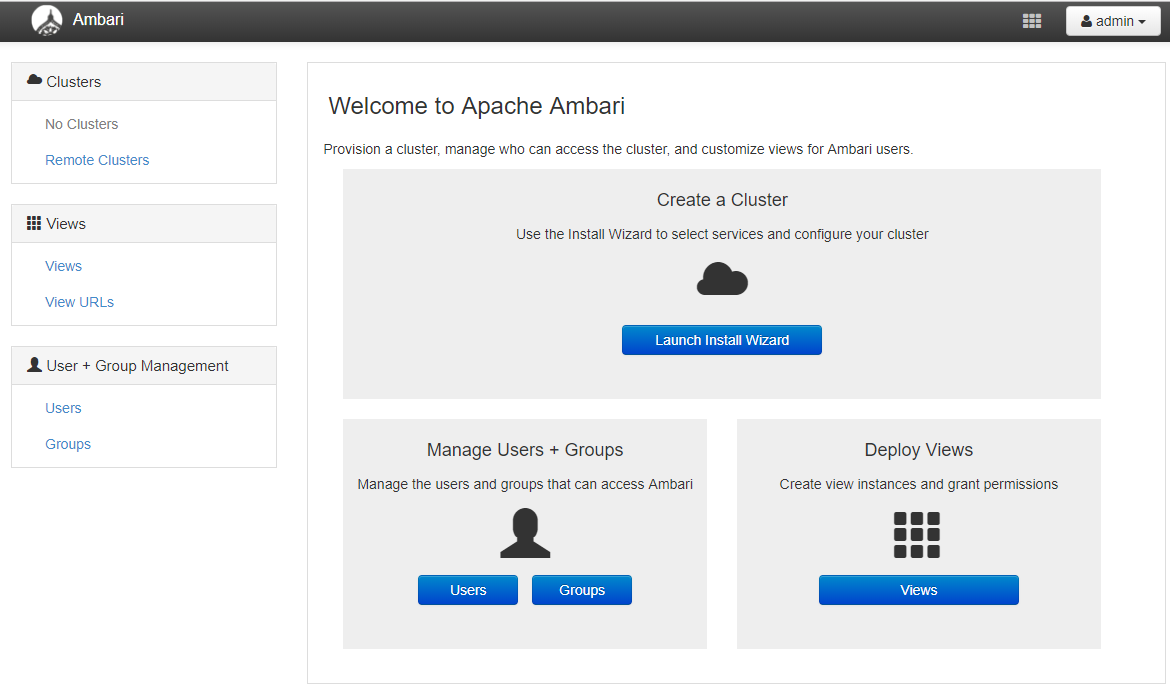 Ambari
admin
Clusters
No Clusters
Remote Clusters
Views
Views
View URLs
User + Group Management
Users
Groups
Welcome to Apache Ambari
Provision a cluster, manage who can access the cluster, and customize views for Ambari users.
Create a Cluster
Use the Install Wizard to select services and configure your cluster
Launch Install Wizard
Manage Users + Groups
Manage the users and groups that can access Ambari
Users
Groups
Deploy Views
Create view instances and grant permissions
Views